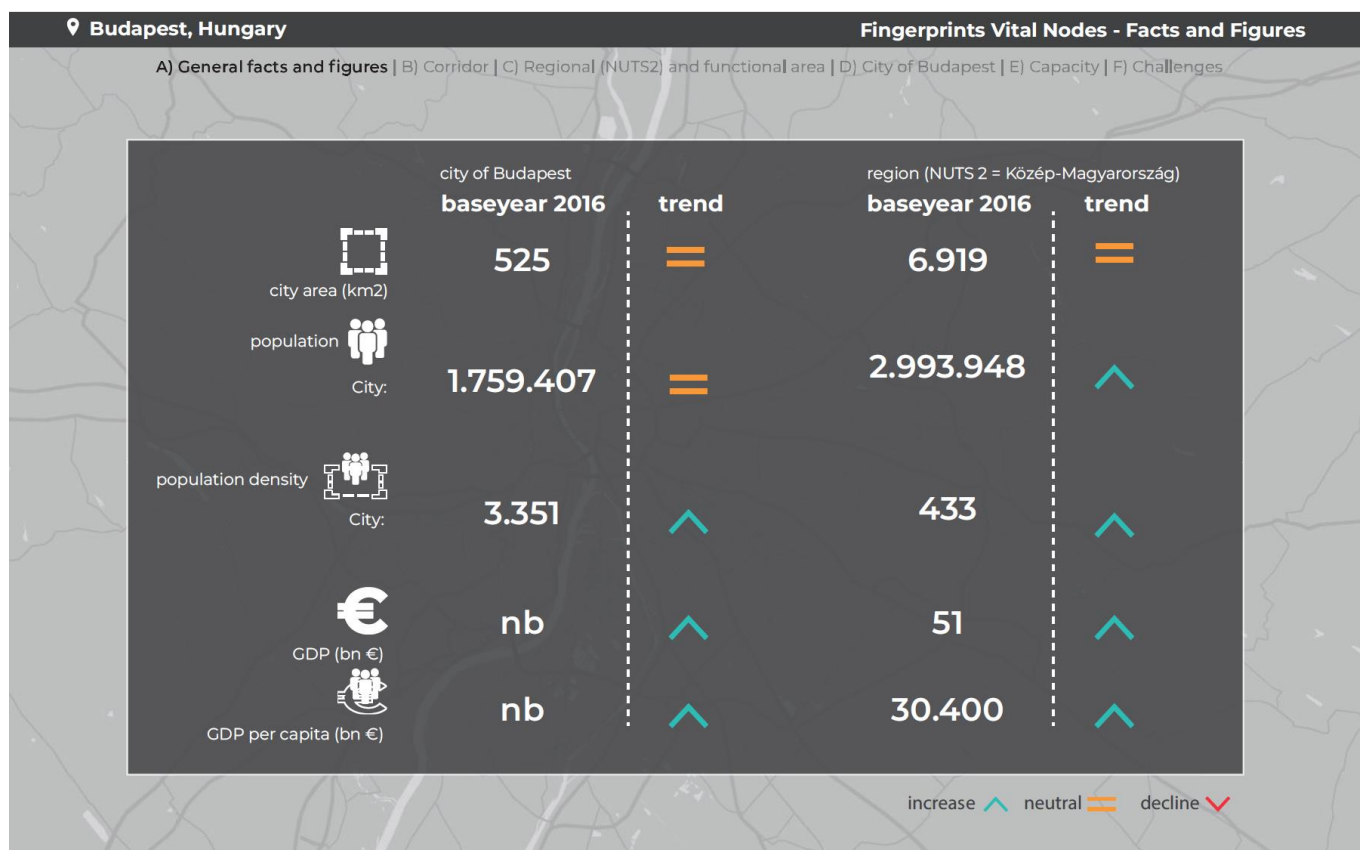 Budapest, Hungary
Fingerprints Vital Nodes - Facts and Figures
A) General facts and figures | B) Corridor | C) Regional (NUTS2) and functional area | D) City of Budapest | E) Capacity | F) Challenges
city of Budapest
region (NUTS 2 = Közép-Magyarország)
baseyear 2016 trend baseyear 2016 trend
525 6.919
city area (km2)
population
2.993.948
City: 1.759.407
population density
City: 3.351 433
nb 51
GDP (bn €)
nb 30.400
GDP per capita (bn €)
increase neutral decline